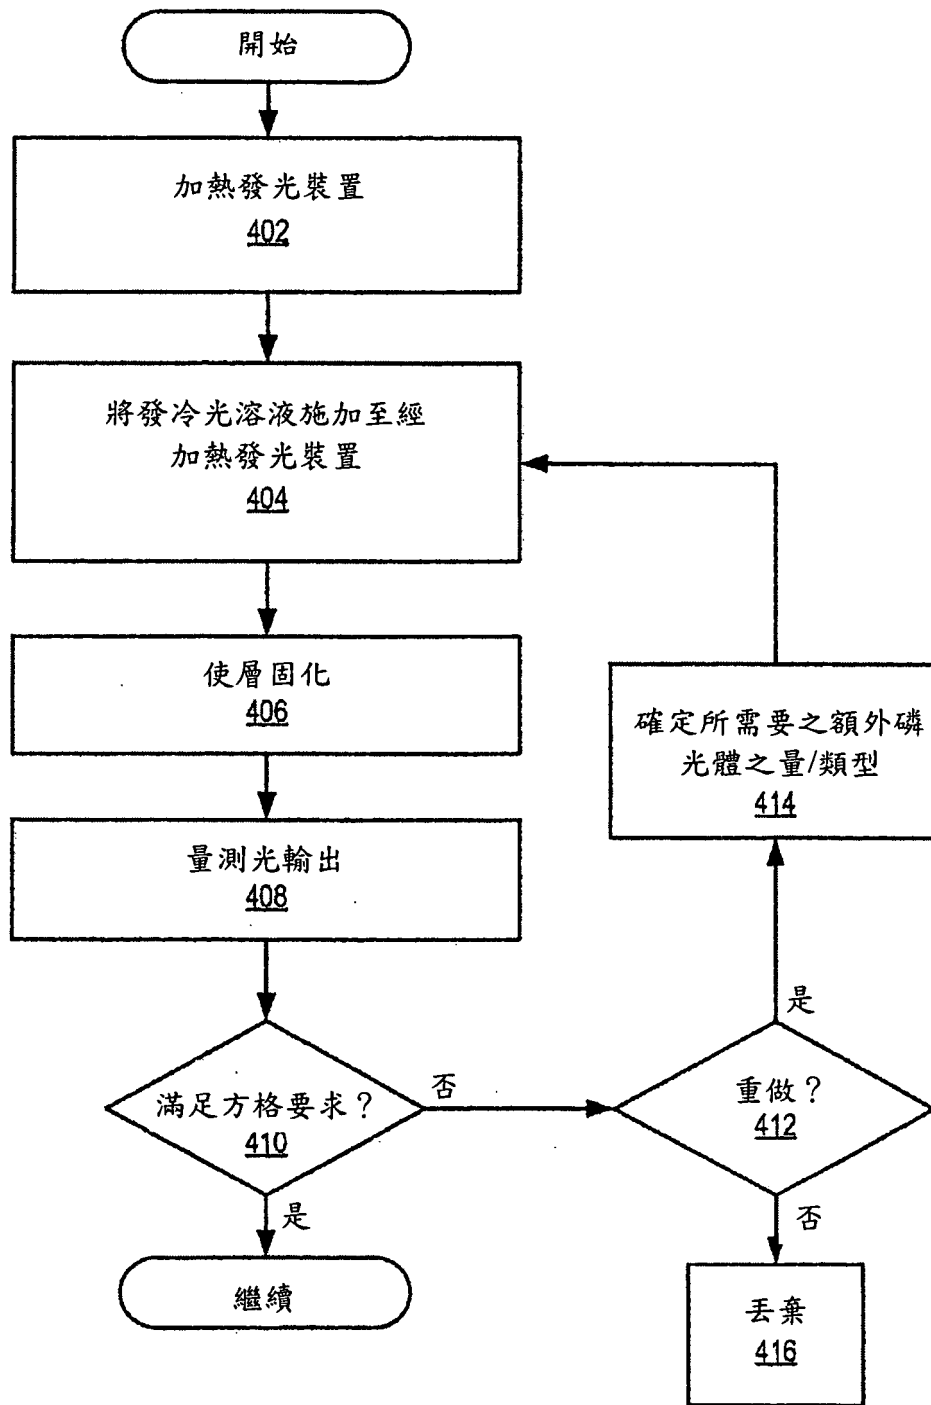 開始
加熱發光裝置
402
將發冷光溶液施加至經
加熱發光裝置
404
使層固化
406
量測光輸出
408
滿足方格要求？
410
否
是
繼續
確定所需要之額外磷
光體之量/類型
414
是
重做？
412
否
丟棄
416